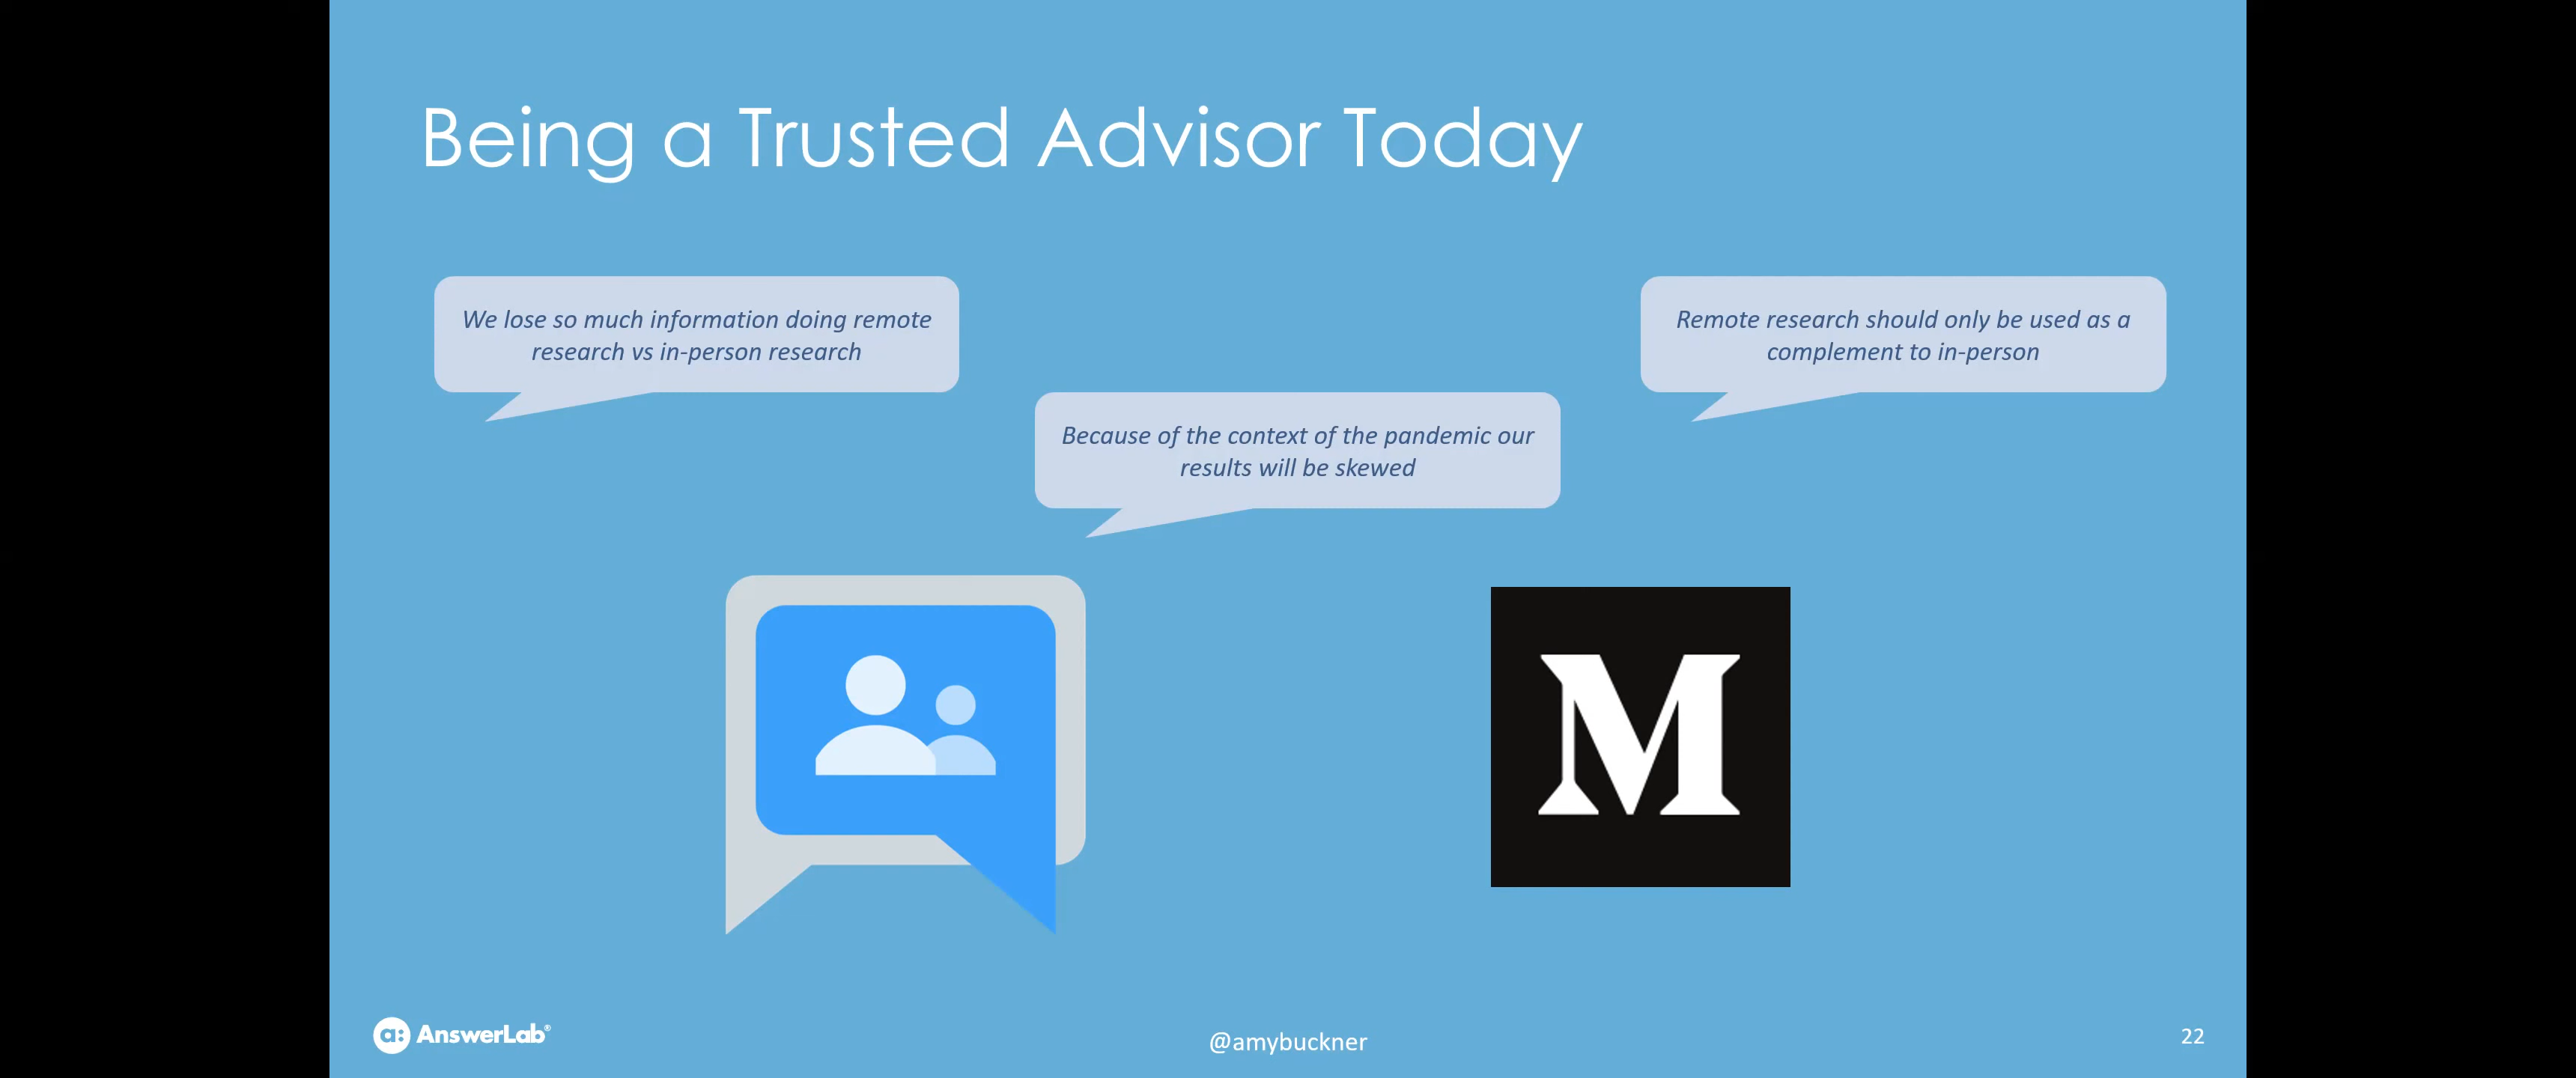 Being a Trusted Advisor Today
We lose so much information doing remote
research vs in-person research
Because of the context of the pandemic our
results will be skewed
Remote research should only be used as a
complement to in-person
M
a: AnswerLab®
@amybuckner
22